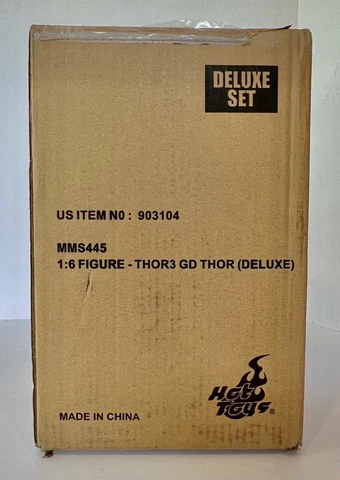 DELUXE
SET
US ITEM NO : 903104
MMS445
1:6 FIGURE - THOR3 GD THOR (DELUXE)
Hot
Toys®
MADE IN CHINA